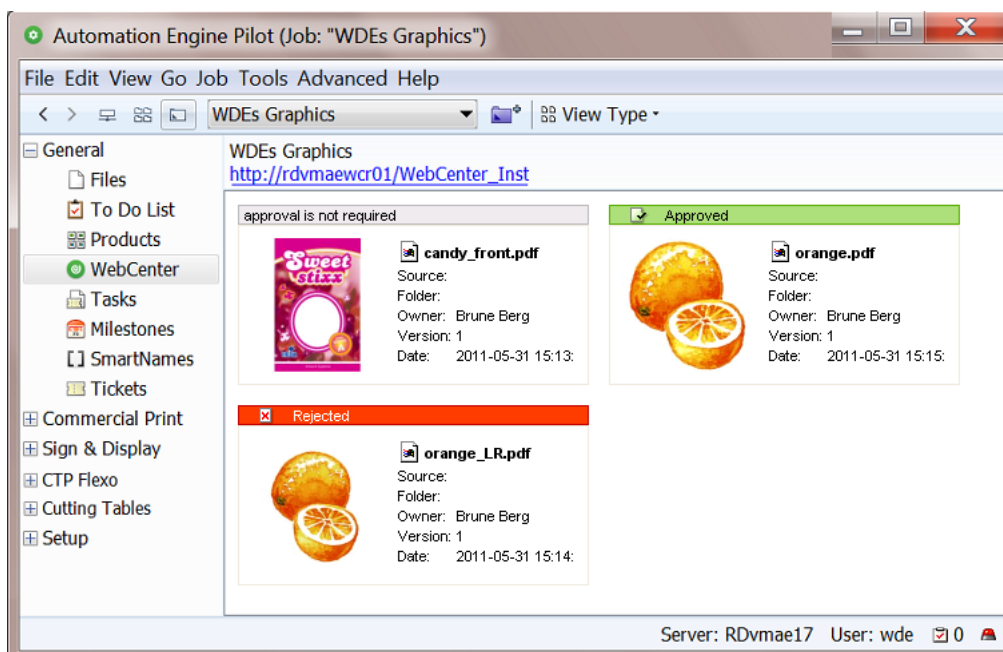 Automation Engine Pilot (Job: "WDEs Graphics")
File Edit View Go Job Tools Advanced Help
WDEs Graphics
View Type
General
Files
To Do List
Products
WebCenter
Tasks
Milestones
SmartNames
Tickets
Commercial Print
Sign & Display
CTP Flexo
Cutting Tables
Setup
WDEs Graphics
http://rdvmaewcr01/WebCenter_Inst
approval is not required
Sweet
stixx
candy_front.pdf
Source:
Folder:
Owner: Brune Berg
Version: 1
Date: 2011-05-31 15:13:
Approved
orange.pdf
Source:
Folder:
Owner: Brune Berg
Version: 1
Date: 2011-05-31 15:15:
Rejected
orange_LR.pdf
Source:
Folder:
Owner: Brune Berg
Version: 1
Date: 2011-05-31 15:14:
Server: RDvmae17 User: wde 0